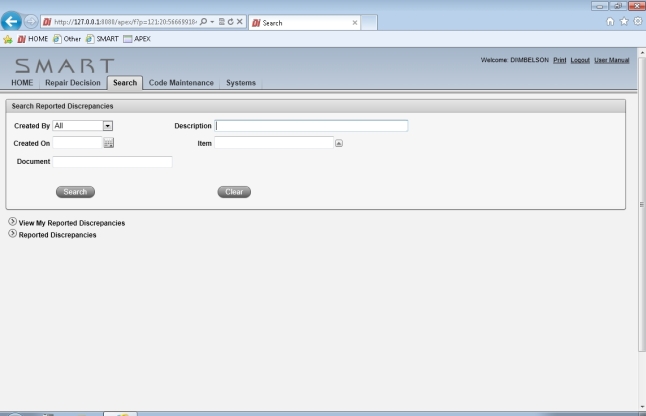 http://127.0.0.1:8080/apex/f?p=121:20:56669918
Search
HOME Other SMART APEX
SMART
Welcome: DIMBELSON Print Logout User Manual
HOME Repair Decision Search Code Maintenance Systems
Search Reported Discrepancies
Created By All Description
Created On Item
Document
Search Clear
View My Reported Discrepancies
Reported Discrepancies